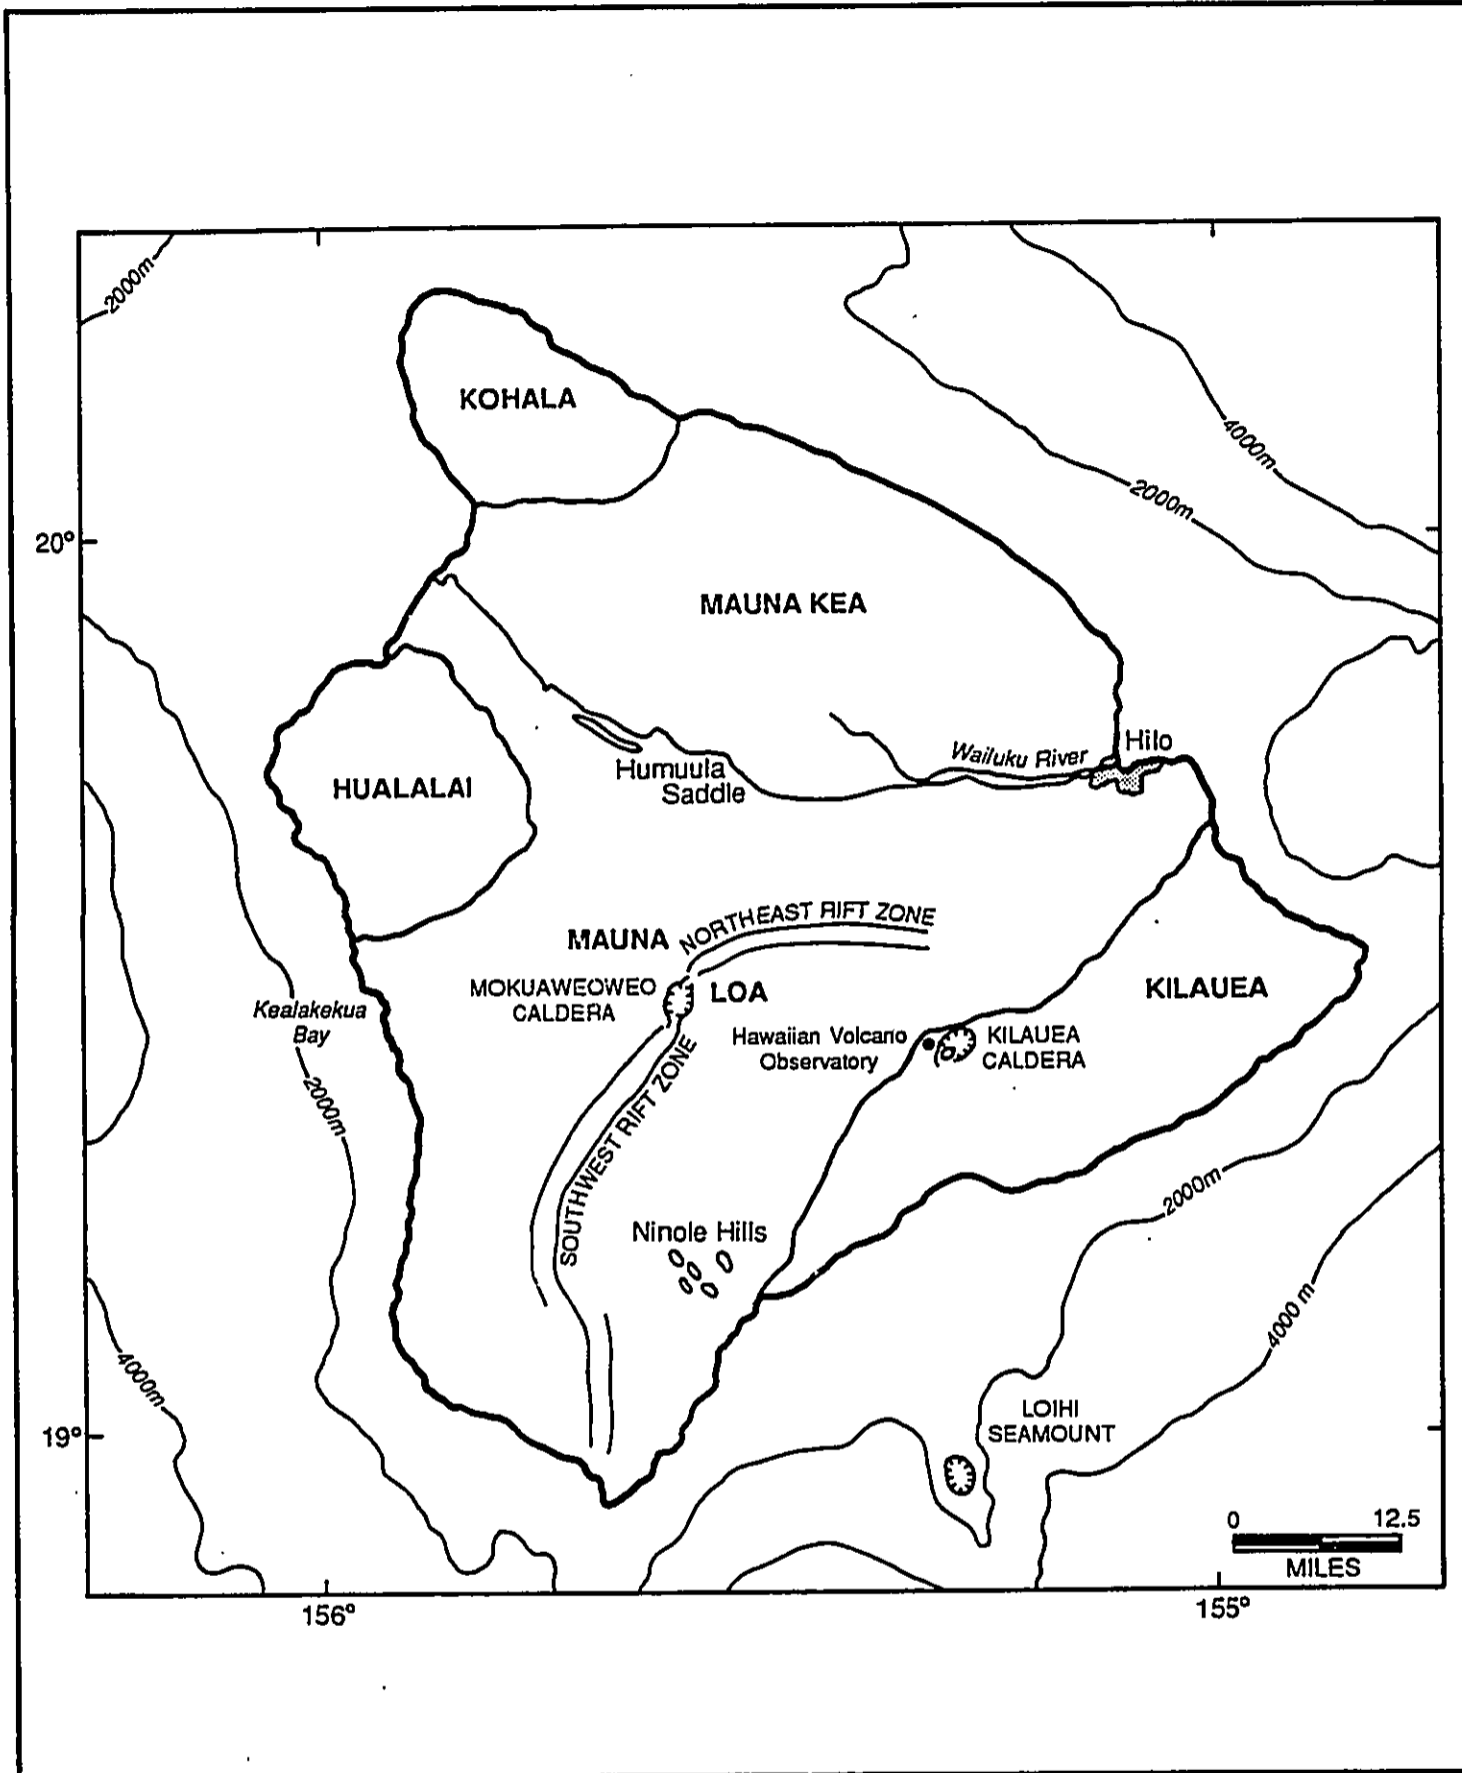 2000m
KOHALA
4000m
2000m
20°
MAUNA KEA
Wailuku River
Hilo
Humuula
Saddle
HUALALAI
NORTHEAST RIFT ZONE
MAUNA
LOA
MOKUAWEOWEO
CALDERA
KILAUEA
Kealakekua
Bay
Hawaiian Volcano
Observatory
KILAUEA
CALDERA
2000m
SOUTHWEST RIFT ZONE
2000m
Ninole Hills
4000 m
4000m
LOIHI
SEAMOUNT
19°
0 12.5
MILES
156°
155°